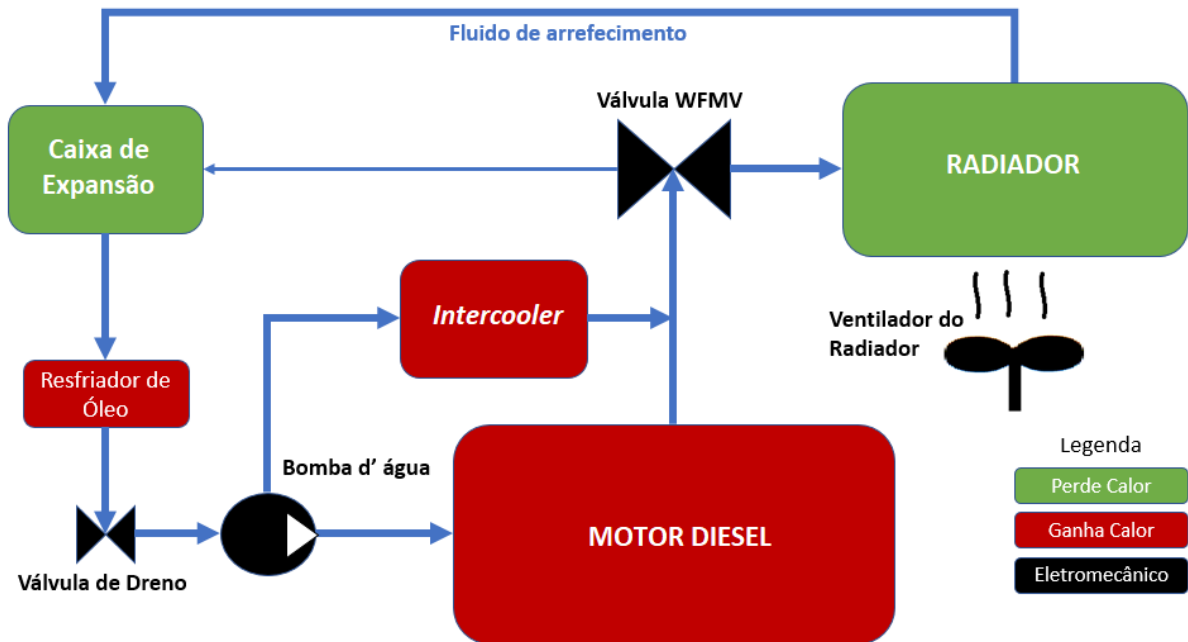 Fluido de arrefecimento
Válvula WFMV
Caixa de
Expansão
RADIADOR
Intercooler
Ventilador do
Radiador
Resfriador de
Óleo
Bomba d’ água
MOTOR DIESEL
Válvula de Dreno
Legenda
Perde Calor
Ganha Calor
Eletromecânico